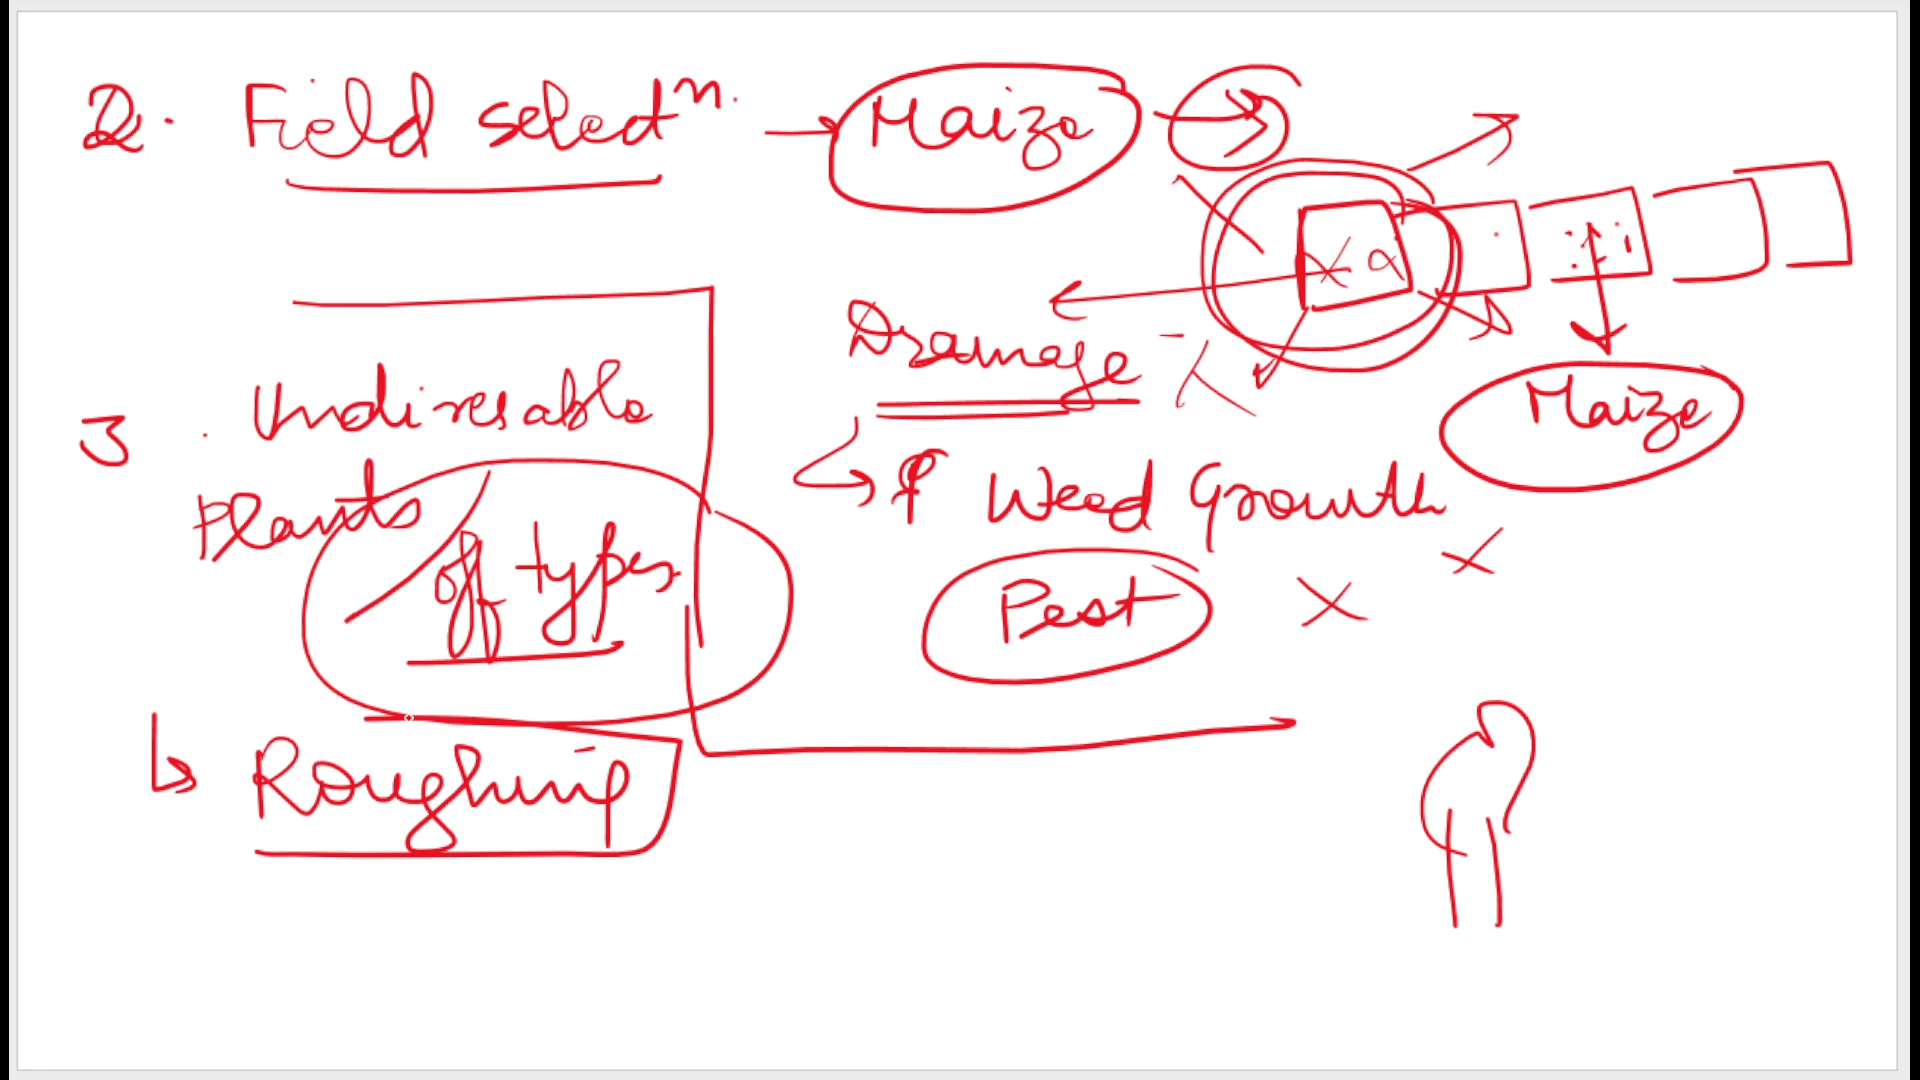 2. Field selectⁿ. → Maize →
Drainage
Maize
3. Undiresable
Plants
off types
↳ Weed Growth
Pest × ×
↳ Roughing